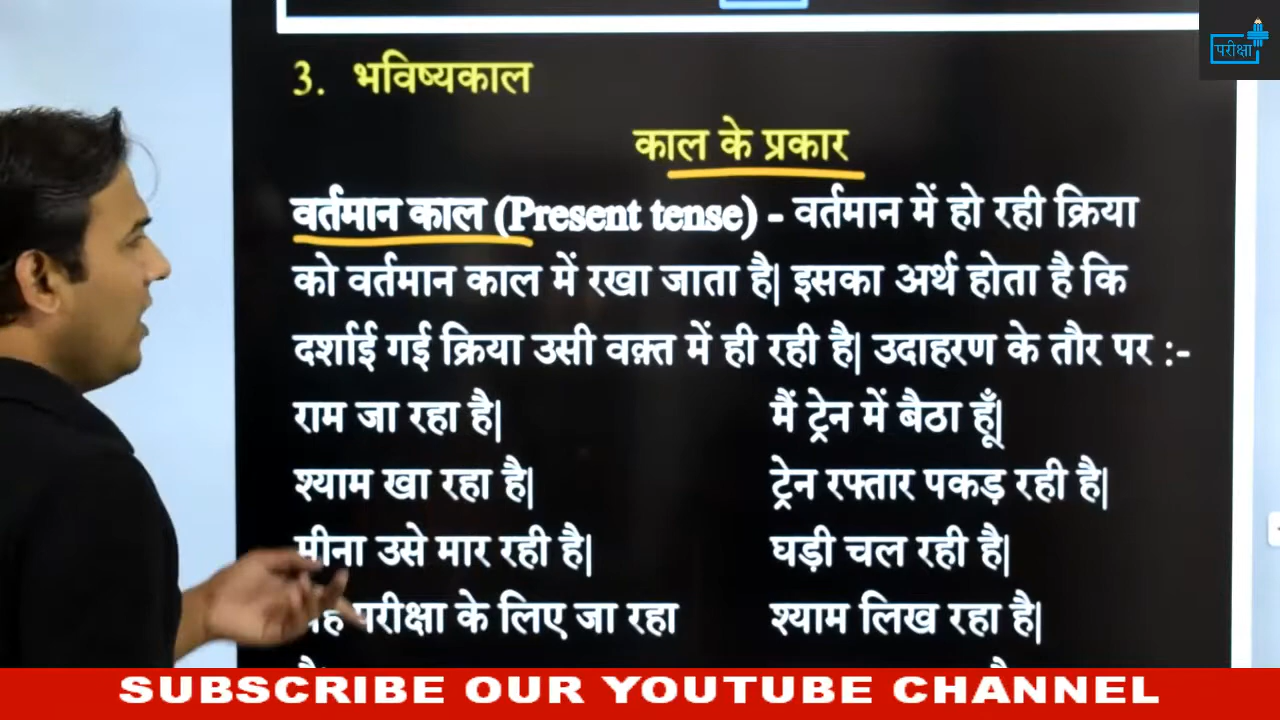 परीक्षा
3. भविष्यकाल
काल के प्रकार
वर्तमान काल (Present tense) - वर्तमान में हो रही क्रिया
को वर्तमान काल में रखा जाता है| इसका अर्थ होता है कि
दर्शाई गई क्रिया उसी वक़्त में ही रही है| उदाहरण के तौर पर :-
राम जा रहा है| मैं ट्रेन में बैठा हूँ|
श्याम खा रहा है| ट्रेन रफ्तार पकड़ रही है|
मीना उसे मार रही है| घड़ी चल रही है|
परीक्षा के लिए जा रहा श्याम लिख रहा है|
SUBSCRIBE OUR YOUTUBE CHANNEL